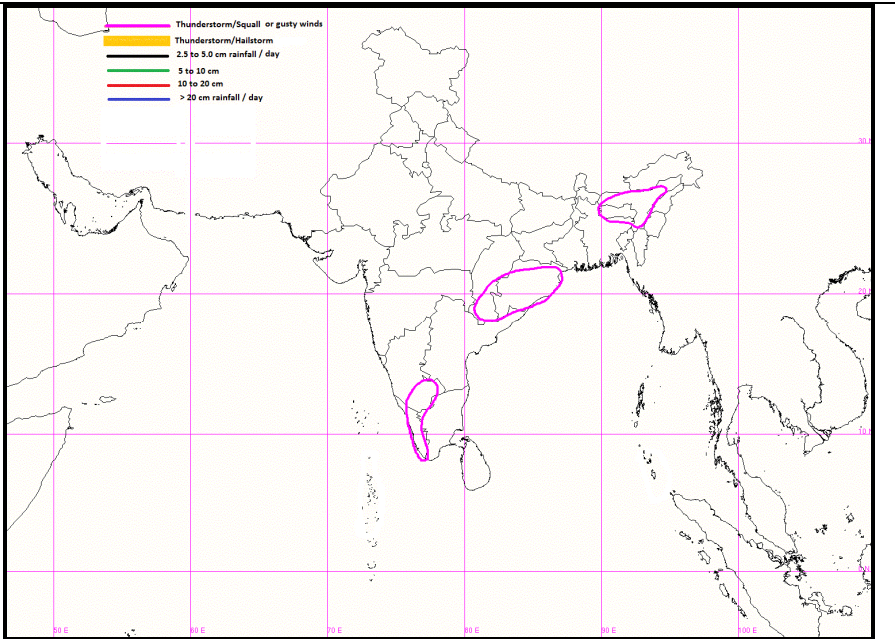 Thunderstorm/Squall or gusty winds
Thunderstorm/Hailstorm
2.5 to 5.0 cm rainfall / day
5 to 10 cm
10 to 20 cm
> 20 cm rainfall / day
30 N
20 N
10 N
0 N
50 E
60 E
70 E
80 E
90 E
100 E